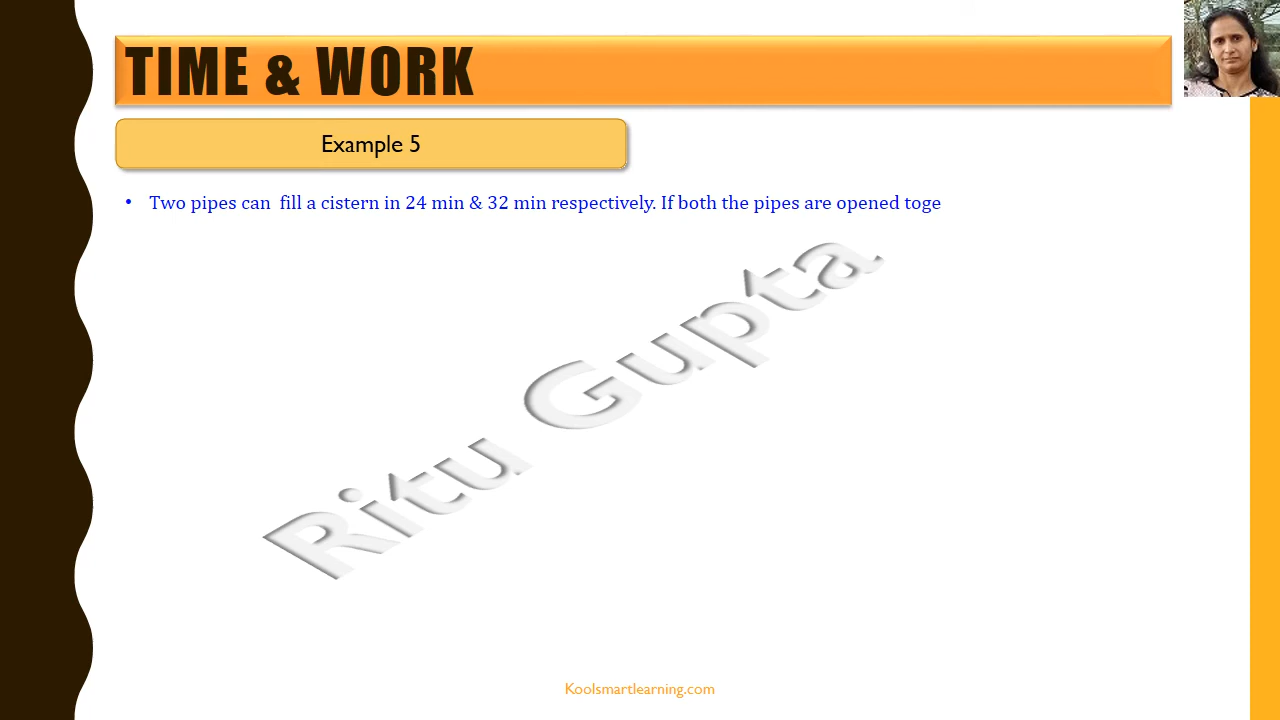 TIME & WORK
Example 5
• Two pipes can  fill a cistern in 24 min & 32 min respectively. If both the pipes are opened toge
Ritu Gupta
Koolsmartlearning.com